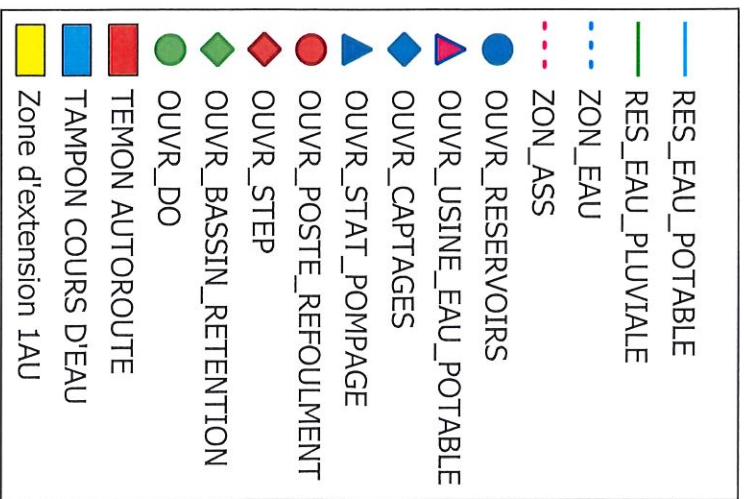 RES_EAU_POTABLE
RES_EAU_PLUVIALE
ZON_EAU
ZON_ASS
OUVR_RESERVOIRS
OUVR_USINE_EAU_POTABLE
OUVR_CAPTAGES
OUVR_STAT_POMPAGE
OUVR_POSTE_REFOULMENT
OUVR_STEP
OUVR_BASSIN_RETENTION
OUVR_DO
TEMON AUTOROUTE
TAMPON COURS D'EAU
Zone d'extension 1AU